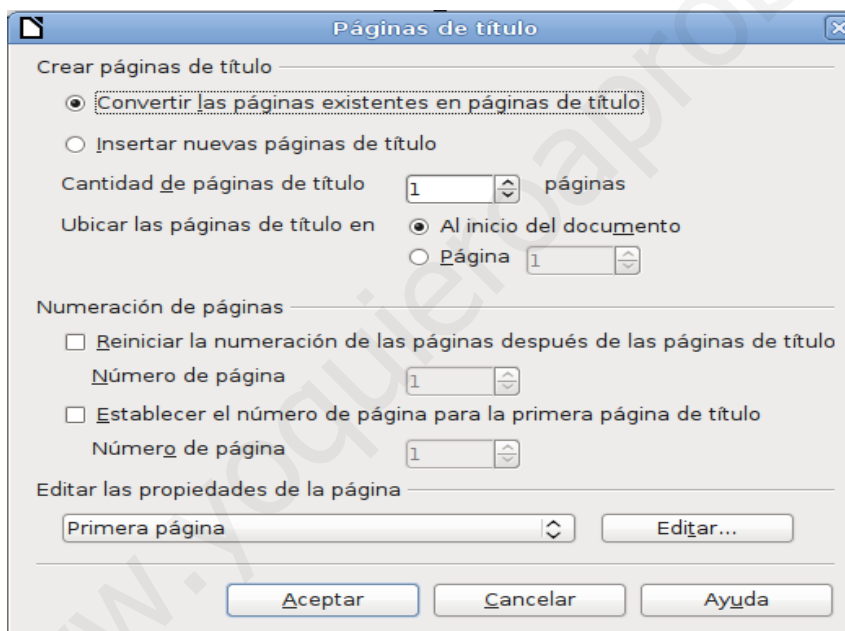 Páginas de título
Crear páginas de título
Convertir las páginas existentes en páginas de título
Insertar nuevas páginas de título
Cantidad de páginas de título 1 páginas
Ubicar las páginas de título en Al inicio del documento
Página 1
Numeración de páginas
Reiniciar la numeración de las páginas después de las páginas de título
Número de página 1
Establecer el número de página para la primera página de título
Número de página 1
Editar las propiedades de la página
Primera página Editar...
Aceptar Cancelar Ayuda
www.yoquieroapro